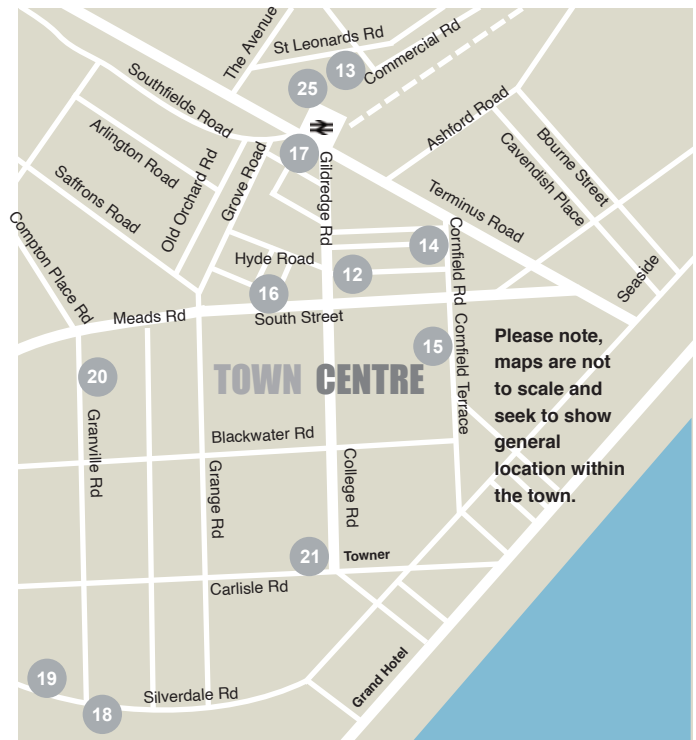 The Avenue
St Leonards Rd
Commercial Rd
13
25
Southfields Road
Ashford Road
Bourne Street
Cavendish Place
Arlington Road
Old Orchard Rd
Grove Road
17
Gildredge Rd
Saffrons Road
Terminus Road
Compton Place Rd
Hyde Road
14
Cornfield Rd
12
16
Seaside
Meads Rd
South Street
15
Cornfield Terrace
20
TOWN CENTRE
Please note,
maps are not
to scale and
seek to show
general
location within
the town.
Granville Rd
Blackwater Rd
Grange Rd
College Rd
21
Towner
Carlisle Rd
19
18
Silverdale Rd
Grand Hotel